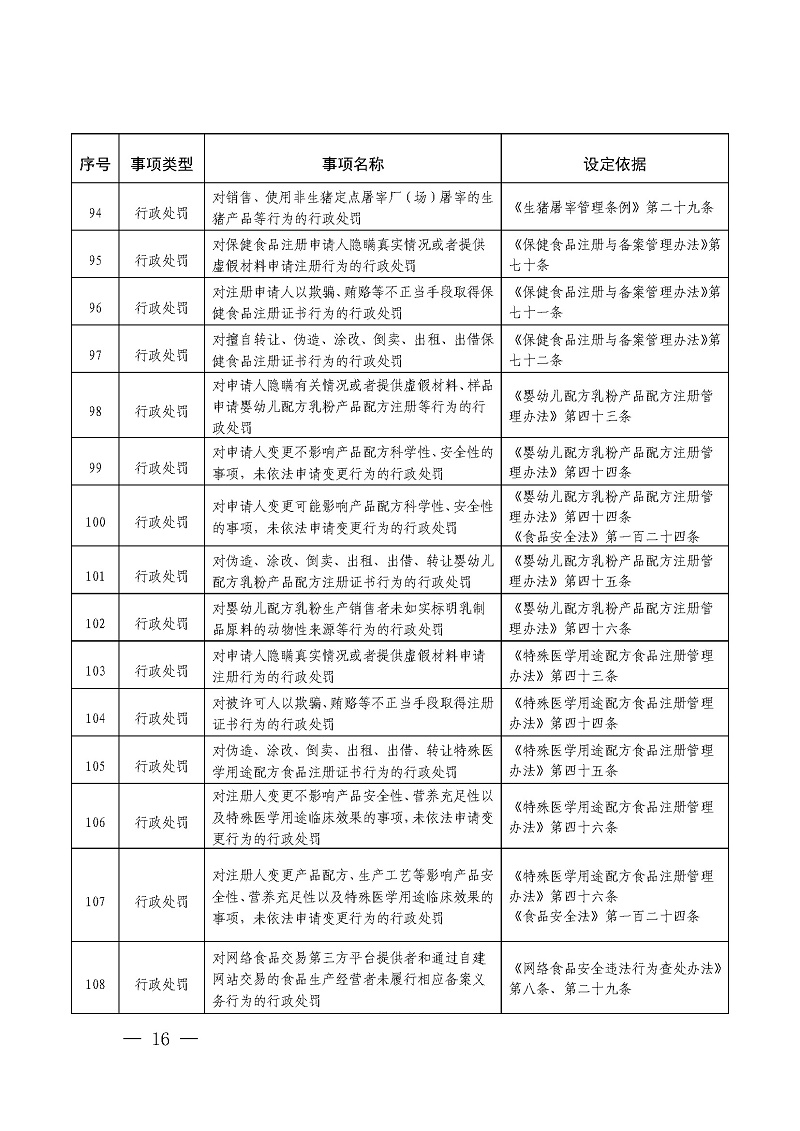 序号 事项类型 事项名称 设定依据
94 行政处罚 对销售、使用非生猪定点屠宰厂(场)屠宰的生
猪产品等行为的行政处罚
《生猪屠宰管理条例》第二十九条
95 行政处罚 对保健食品注册申请人隐瞒真实情况或者提供
虚假材料申请注册行为的行政处罚
《保健食品注册与备案管理办法》第
七十条
96 行政处罚 对注册申请人以欺骗、贿赂等不正当手段取得保
健食品注册证书行为的行政处罚
《保健食品注册与备案管理办法》第
七十一条
97 行政处罚 对擅自转让、伪造、涂改、倒卖、出租、出借保
健食品注册证书行为的行政处罚
《保健食品注册与备案管理办法》第
七十二条
98 行政处罚 对申请人隐瞒有关情况或者提供虚假材料、样品
申请婴幼儿配方乳粉产品配方注册等行为的行
政处罚
《婴幼儿配方乳粉产品配方注册管
理办法》第四十三条
99 行政处罚 对申请人变更不影响产品配方科学性、安全性的
事项，未依法申请变更行为的行政处罚
《婴幼儿配方乳粉产品配方注册管
理办法》第四十四条
100 行政处罚 对申请人变更可能影响产品配方科学性、安全性
的事项，未依法申请变更行为的行政处罚
《婴幼儿配方乳粉产品配方注册管
理办法》第四十四条
《食品安全法》第一百二十四条
101 行政处罚 对伪造、涂改、倒卖、出租、出借、转让婴幼儿
配方乳粉产品配方注册证书行为的行政处罚
《婴幼儿配方乳粉产品配方注册管
理办法》第四十五条
102 行政处罚 对婴幼儿配方乳粉生产销售者未如实标明乳制
品原料的动物性来源等行为的行政处罚
《婴幼儿配方乳粉产品配方注册管
理办法》第四十六条
103 行政处罚 对申请人隐瞒真实情况或者提供虚假材料申请
注册行为的行政处罚
《特殊医学用途配方食品注册管理
办法》第四十三条
104 行政处罚 对被许可人以欺骗、贿赂等不正当手段取得注册
证书行为的行政处罚
《特殊医学用途配方食品注册管理
办法》第四十四条
105 行政处罚 对伪造、涂改、倒卖、出租、出借、转让特殊医
学用途配方食品注册证书行为的行政处罚
《特殊医学用途配方食品注册管理
办法》第四十五条
106 行政处罚 对注册人变更不影响产品安全性、营养充足性以
及特殊医学用途临床效果的事项，未依法申请变
更行为的行政处罚
《特殊医学用途配方食品注册管理
办法》第四十六条
107 行政处罚 对注册人变更产品配方、生产工艺等影响产品安
全性、营养充足性以及特殊医学用途临床效果的
事项，未依法申请变更行为的行政处罚
《特殊医学用途配方食品注册管理
办法》第四十六条
《食品安全法》第一百二十四条
108 行政处罚 对网络食品交易第三方平台提供者和通过自建
网站交易的食品生产经营者未履行相应备案义
务行为的行政处罚
《网络食品安全违法行为查处办法》
第八条、第二十九条
— 16 —